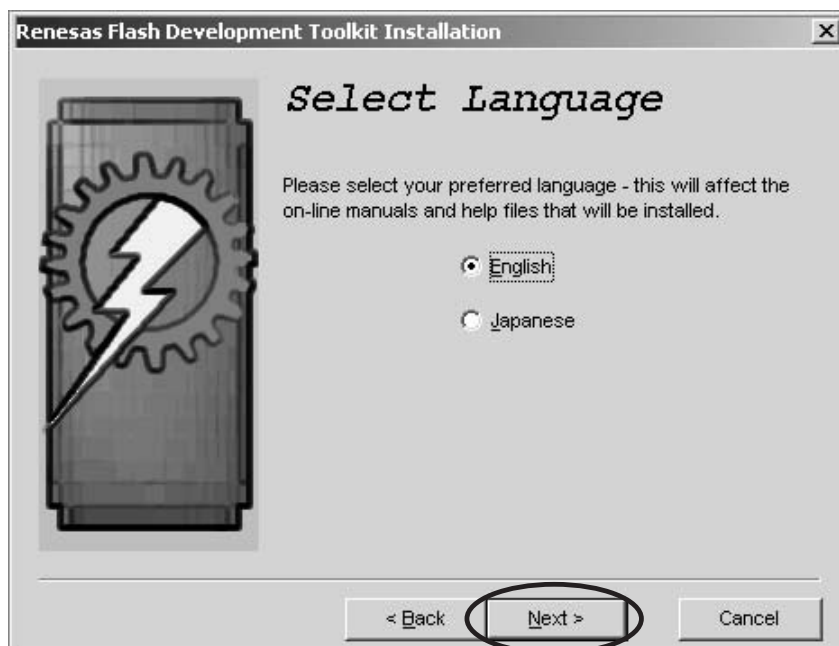 Renesas Flash Development Toolkit Installation
Select Language
Please select your preferred language - this will affect the
on-line manuals and help files that will be installed.
English
Japanese
< Back
Next >
Cancel